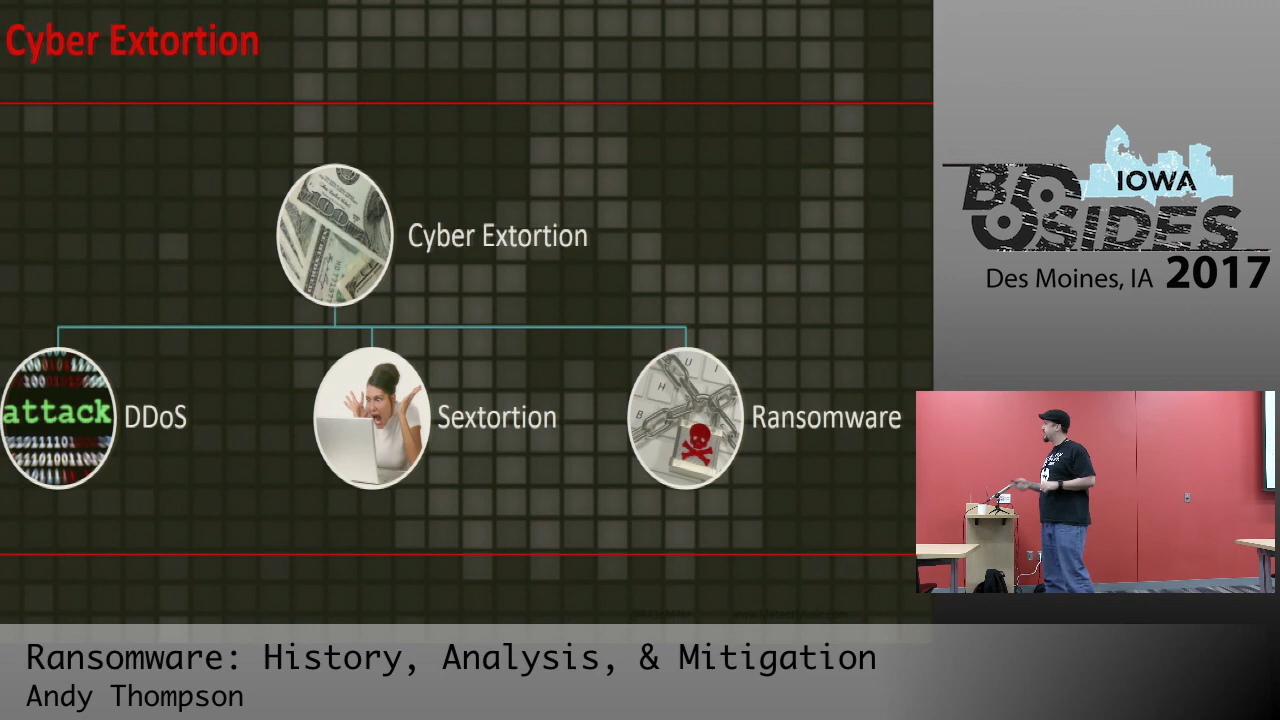 Cyber Extortion
Cyber Extortion
attack
DDoS
Sextortion
Ransomware
BSIDES
IOWA
Des Moines, IA 2017
Ransomware: History, Analysis, & Mitigation
Andy Thompson